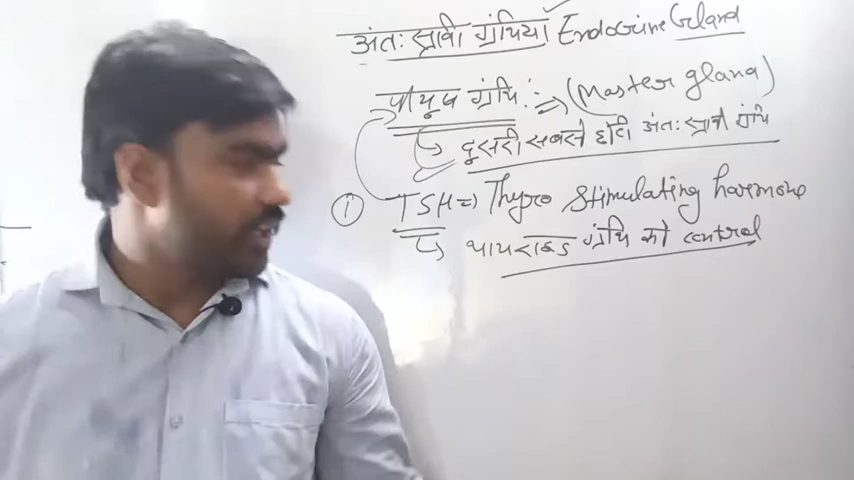 अंतः स्रावी ग्रंथियां Endocrine Gland
पीयूष ग्रंथि :- => (Master gland)
↳ दूसरी सबसे छोटी अंतः स्रावी ग्रंथि
① TSH => Thyro Stimulating harmone
↳ थायराइड ग्रंथि को control